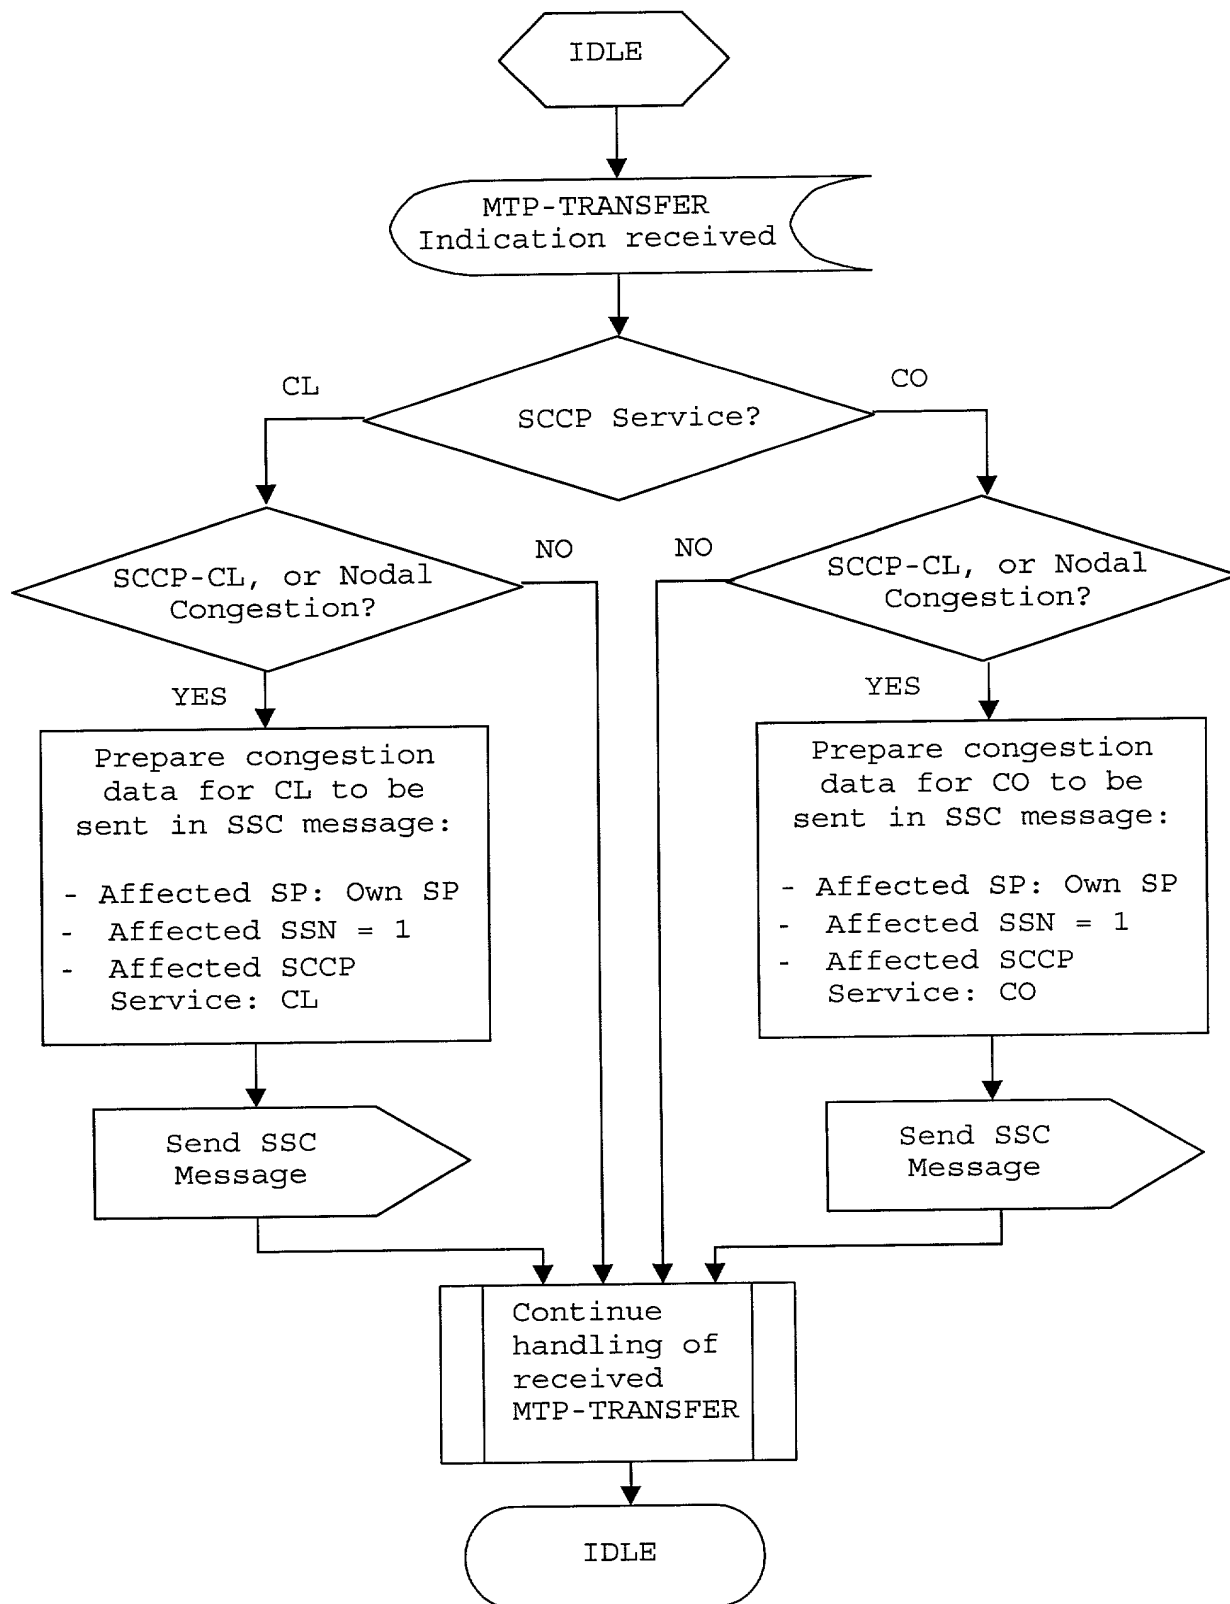 IDLE
MTP-TRANSFER
Indication received
CL
CO
SCCP Service?
NO
NO
SCCP-CL, or Nodal
Congestion?
SCCP-CL, or Nodal
Congestion?
YES
YES
Prepare congestion
data for CL to be
sent in SSC message:
- Affected SP: Own SP
- Affected SSN = 1
- Affected SCCP
Service: CL
Prepare congestion
data for CO to be
sent in SSC message:
- Affected SP: Own SP
- Affected SSN = 1
- Affected SCCP
Service: CO
Send SSC
Message
Send SSC
Message
Continue
handling of
received
MTP-TRANSFER
IDLE